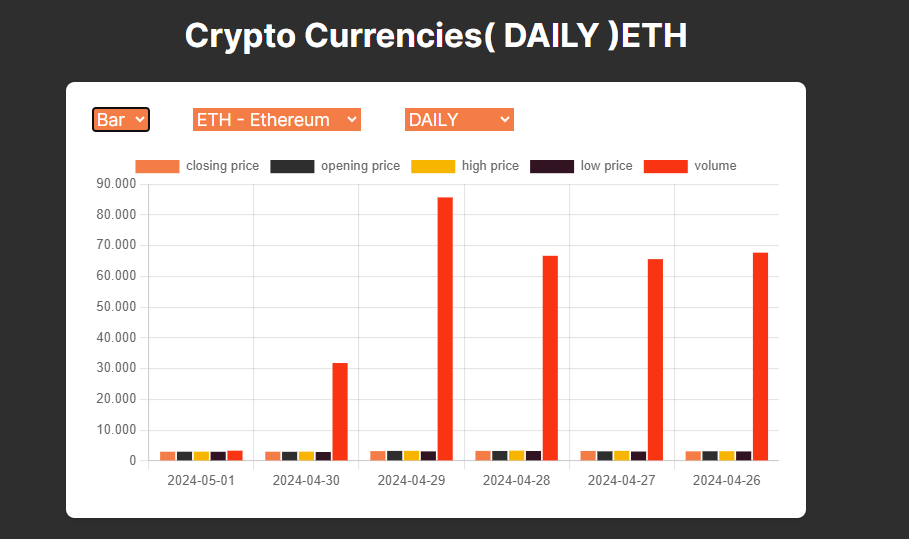 Crypto Currencies( DAILY )ETH
Bar ETH - Ethereum DAILY
closing price opening price high price low price volume
90.000
80.000
70.000
60.000
50.000
40.000
30.000
20.000
10.000
0
2024-05-01 2024-04-30 2024-04-29 2024-04-28 2024-04-27 2024-04-26